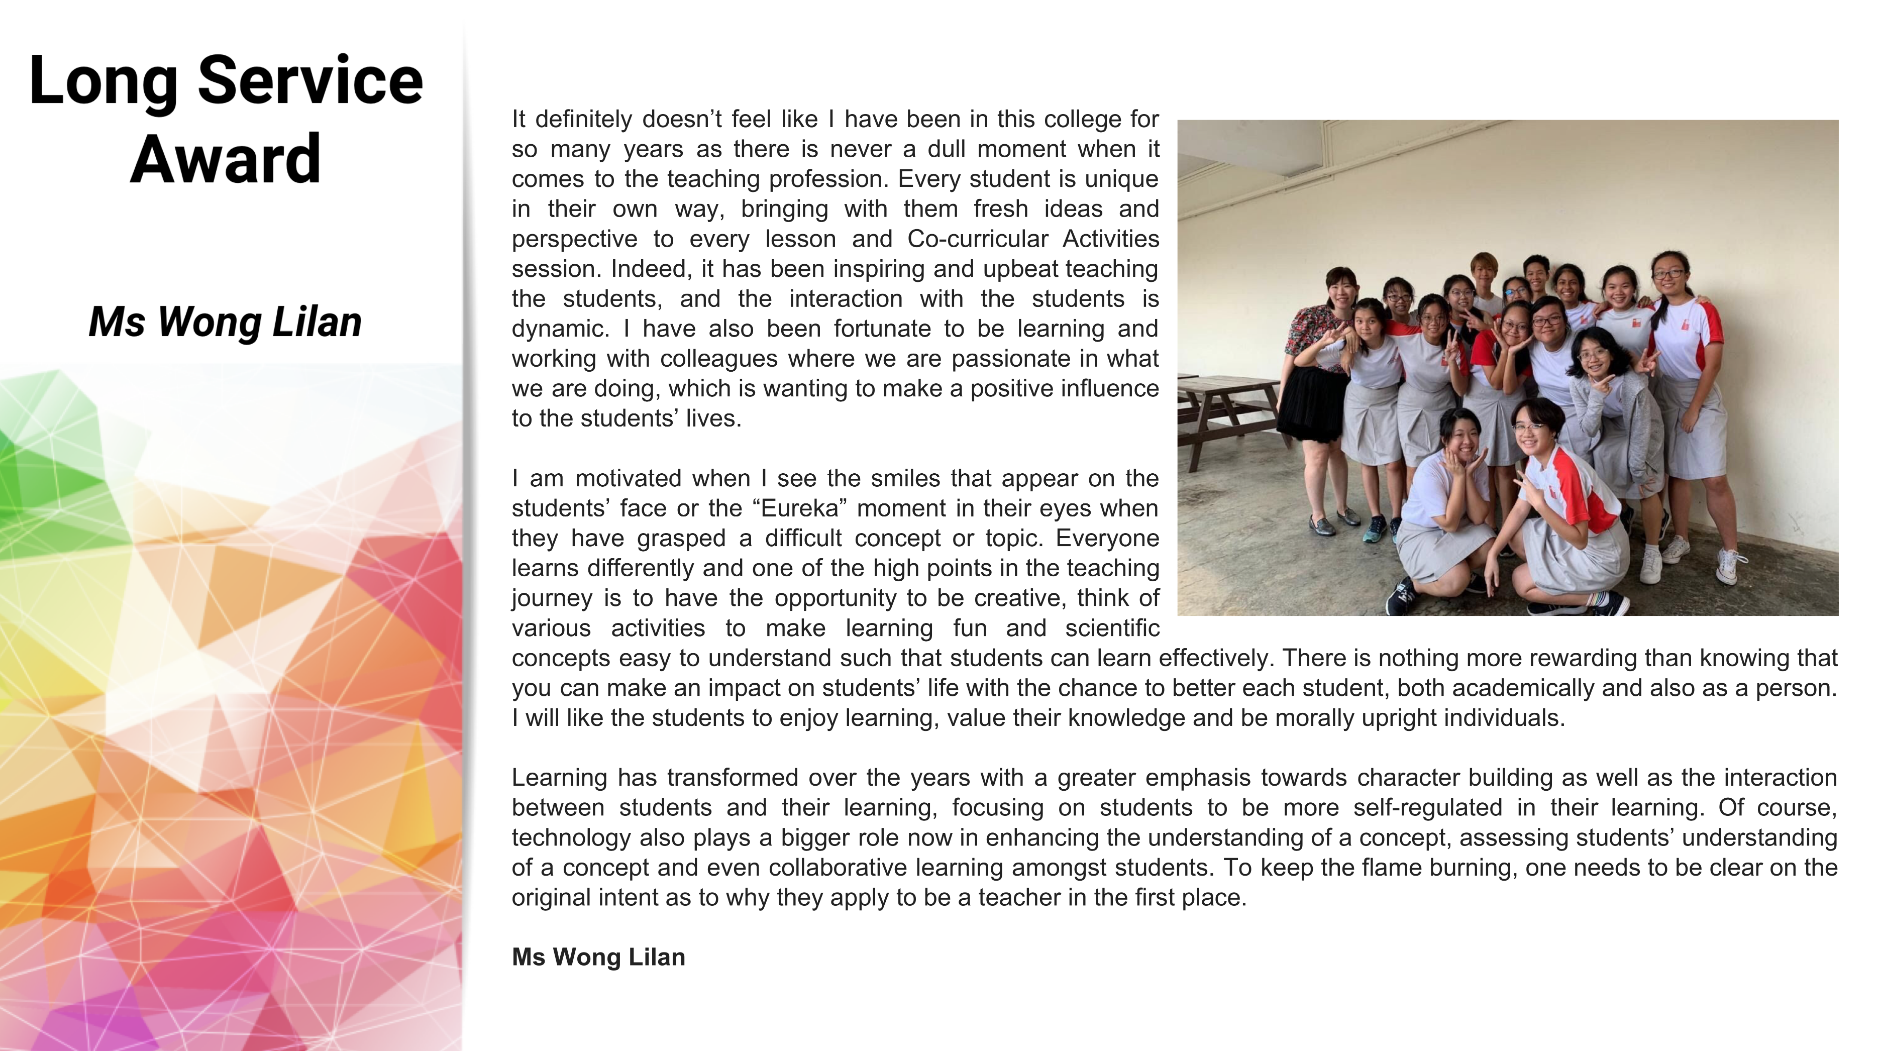 Long Service
Award
Ms Wong Lilan
It definitely doesn’t feel like I have been in this college for
so many years as there is never a dull moment when it
comes to the teaching profession. Every student is unique
in their own way, bringing with them fresh ideas and
perspective to every lesson and Co-curricular Activities
session. Indeed, it has been inspiring and upbeat teaching
the students, and the interaction with the students is
dynamic. I have also been fortunate to be learning and
working with colleagues where we are passionate in what
we are doing, which is wanting to make a positive influence
to the students’ lives.
I am motivated when I see the smiles that appear on the
students’ face or the “Eureka” moment in their eyes when
they have grasped a difficult concept or topic. Everyone
learns differently and one of the high points in the teaching
journey is to have the opportunity to be creative, think of
various activities to make learning fun and scientific
concepts easy to understand such that students can learn effectively. There is nothing more rewarding than knowing that
you can make an impact on students’ life with the chance to better each student, both academically and also as a person.
I will like the students to enjoy learning, value their knowledge and be morally upright individuals.
Learning has transformed over the years with a greater emphasis towards character building as well as the interaction
between students and their learning, focusing on students to be more self-regulated in their learning. Of course,
technology also plays a bigger role now in enhancing the understanding of a concept, assessing students’ understanding
of a concept and even collaborative learning amongst students. To keep the flame burning, one needs to be clear on the
original intent as to why they apply to be a teacher in the first place.
Ms Wong Lilan